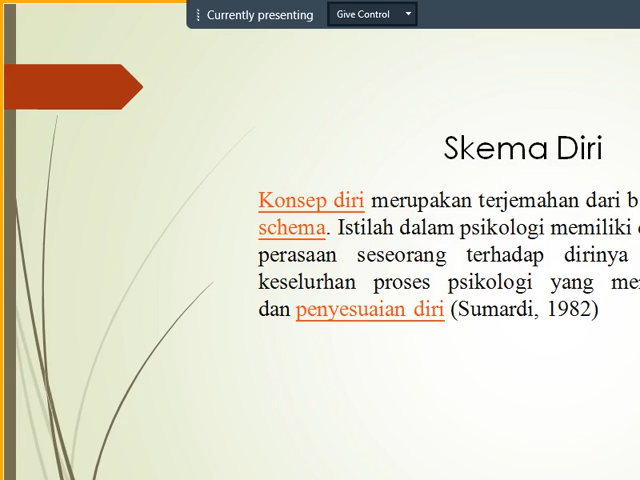 Currently presenting Give Control
Skema Diri
Konsep diri merupakan terjemahan dari
schema. Istilah dalam psikologi memiliki
perasaan seseorang terhadap dirinya
keselurhan proses psikologi yang
dan penyesuaian diri (Sumardi, 1982)